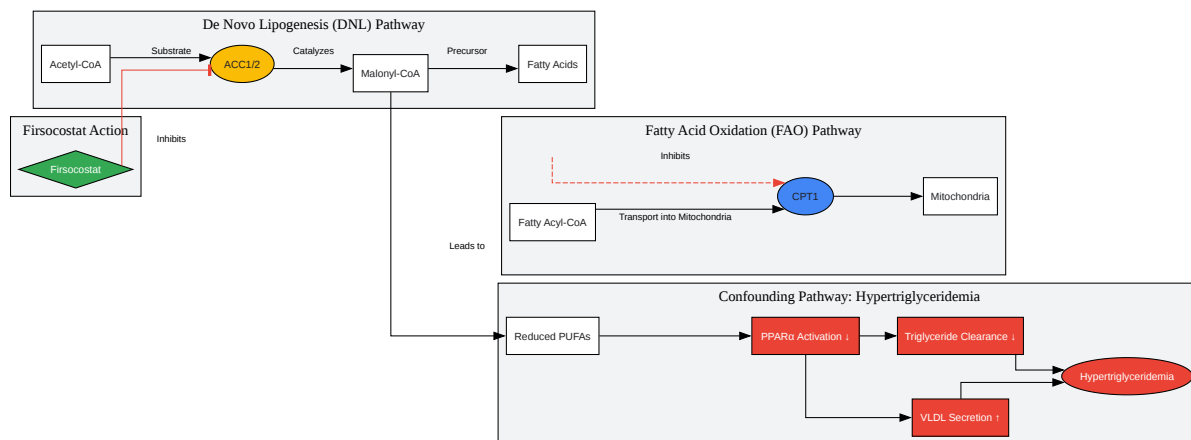 De Novo Lipogenesis (DNL) Pathway
Acetyl-CoA
Substrate
ACC1/2
Catalyzes
Malonyl-CoA
Precursor
Fatty Acids
Firsocostat Action
Firsocostat
Inhibits
Fatty Acid Oxidation (FAO) Pathway
Inhibits
Fatty Acyl-CoA
Transport into Mitochondria
CPT1
Mitochondria
Leads to
Confounding Pathway: Hypertriglyceridemia
Reduced PUFAs
PPARα Activation ↓
Triglyceride Clearance ↓
Hypertriglyceridemia
VLDL Secretion ↑